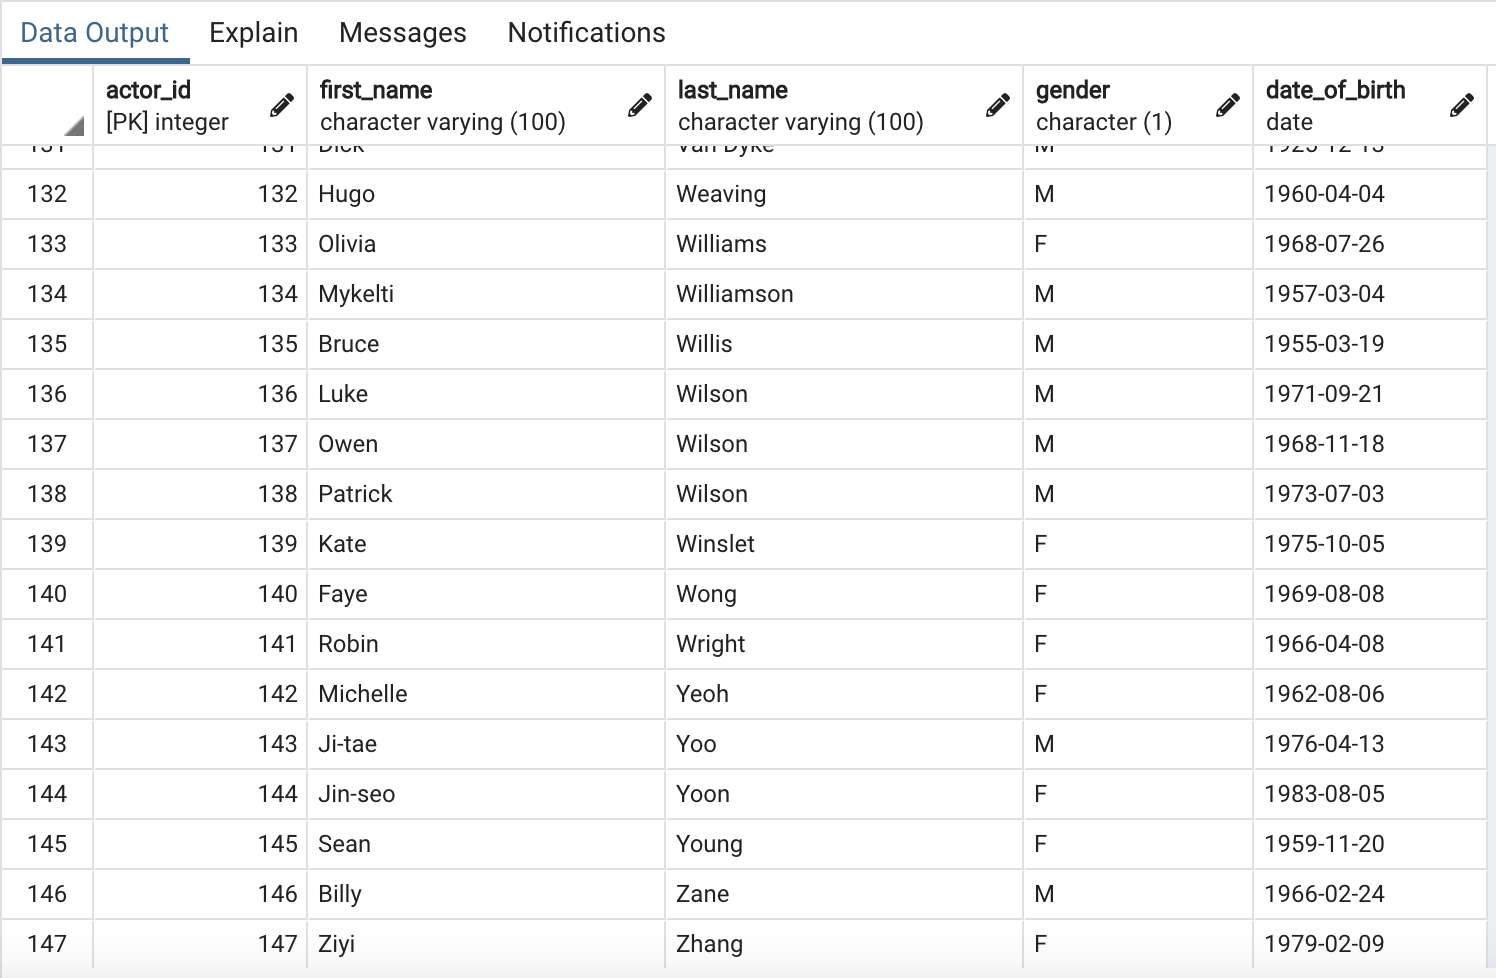 Data Output Explain Messages Notifications
actor_id first_name last_name gender date_of_birth
[PK] integer character varying (100) character varying (100) character (1) date
131 131 Dick Van Dyke M
132 132 Hugo Weaving M 1960-04-04
133 133 Olivia Williams F 1968-07-26
134 134 Mykelti Williamson M 1957-03-04
135 135 Bruce Willis M 1955-03-19
136 136 Luke Wilson M 1971-09-21
137 137 Owen Wilson M 1968-11-18
138 138 Patrick Wilson M 1973-07-03
139 139 Kate Winslet F 1975-10-05
140 140 Faye Wong F 1969-08-08
141 141 Robin Wright F 1966-04-08
142 142 Michelle Yeoh F 1962-08-06
143 143 Ji-tae Yoo M 1976-04-13
144 144 Jin-seo Yoon F 1983-08-05
145 145 Sean Young F 1959-11-20
146 146 Billy Zane M 1966-02-24
147 147 Ziyi Zhang F 1979-02-09